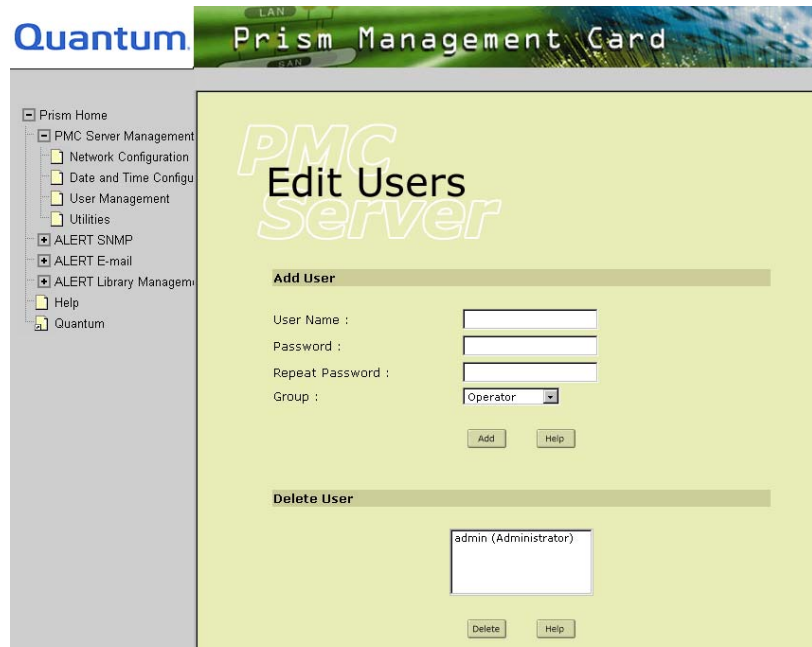 Quantum.
LAN
Prism Management Card
SAN
Prism Home
PMC Server Management
Network Configuration
Date and Time Configu
User Management
Utilities
ALERT SNMP
ALERT E-mail
ALERT Library Managem
Help
Quantum
PMC
Edit Users
Server
Add User
User Name :
Password :
Repeat Password :
Group :
Operator
Add
Help
Delete User
admin (Administrator)
Delete
Help